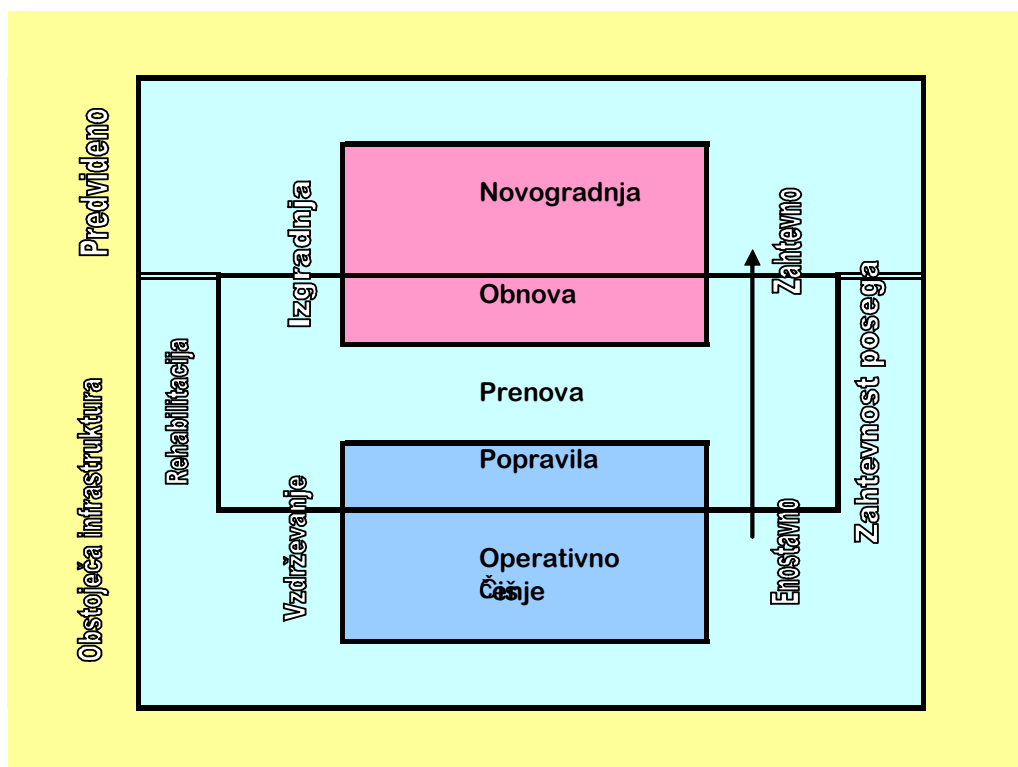 Predvideno
Obstoječa infrastruktura
Rehabilitacija
Izgradnja
Vzdrževanje
Novogradnja
Obnova
Prenova
Popravila
Operativno
Zahtevno
Enostavno
Zahtevnost posega